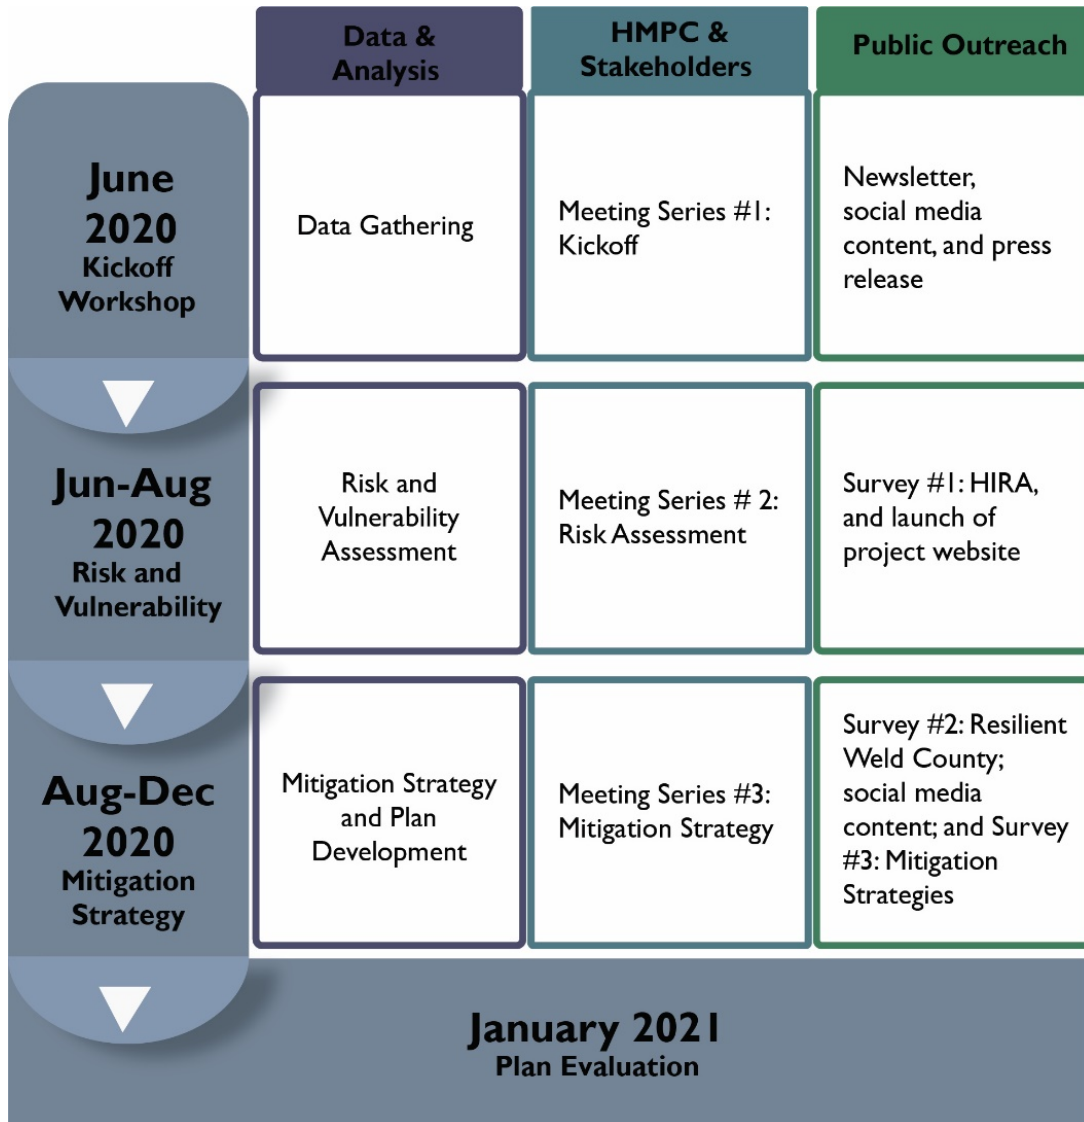 Data &
Analysis
HMPC &
Stakeholders
Public Outreach
June
2020
Kickoff
Workshop
Data Gathering
Meeting Series #1:
Kickoff
Newsletter,
social media
content, and press
release
Jun-Aug
2020
Risk and
Vulnerability
Risk and
Vulnerability
Assessment
Meeting Series # 2:
Risk Assessment
Survey #1: HIRA,
and launch of
project website
Aug-Dec
2020
Mitigation
Strategy
Mitigation Strategy
and Plan
Development
Meeting Series #3:
Mitigation Strategy
Survey #2: Resilient
Weld County;
social media
content; and Survey
#3: Mitigation
Strategies
January 2021
Plan Evaluation